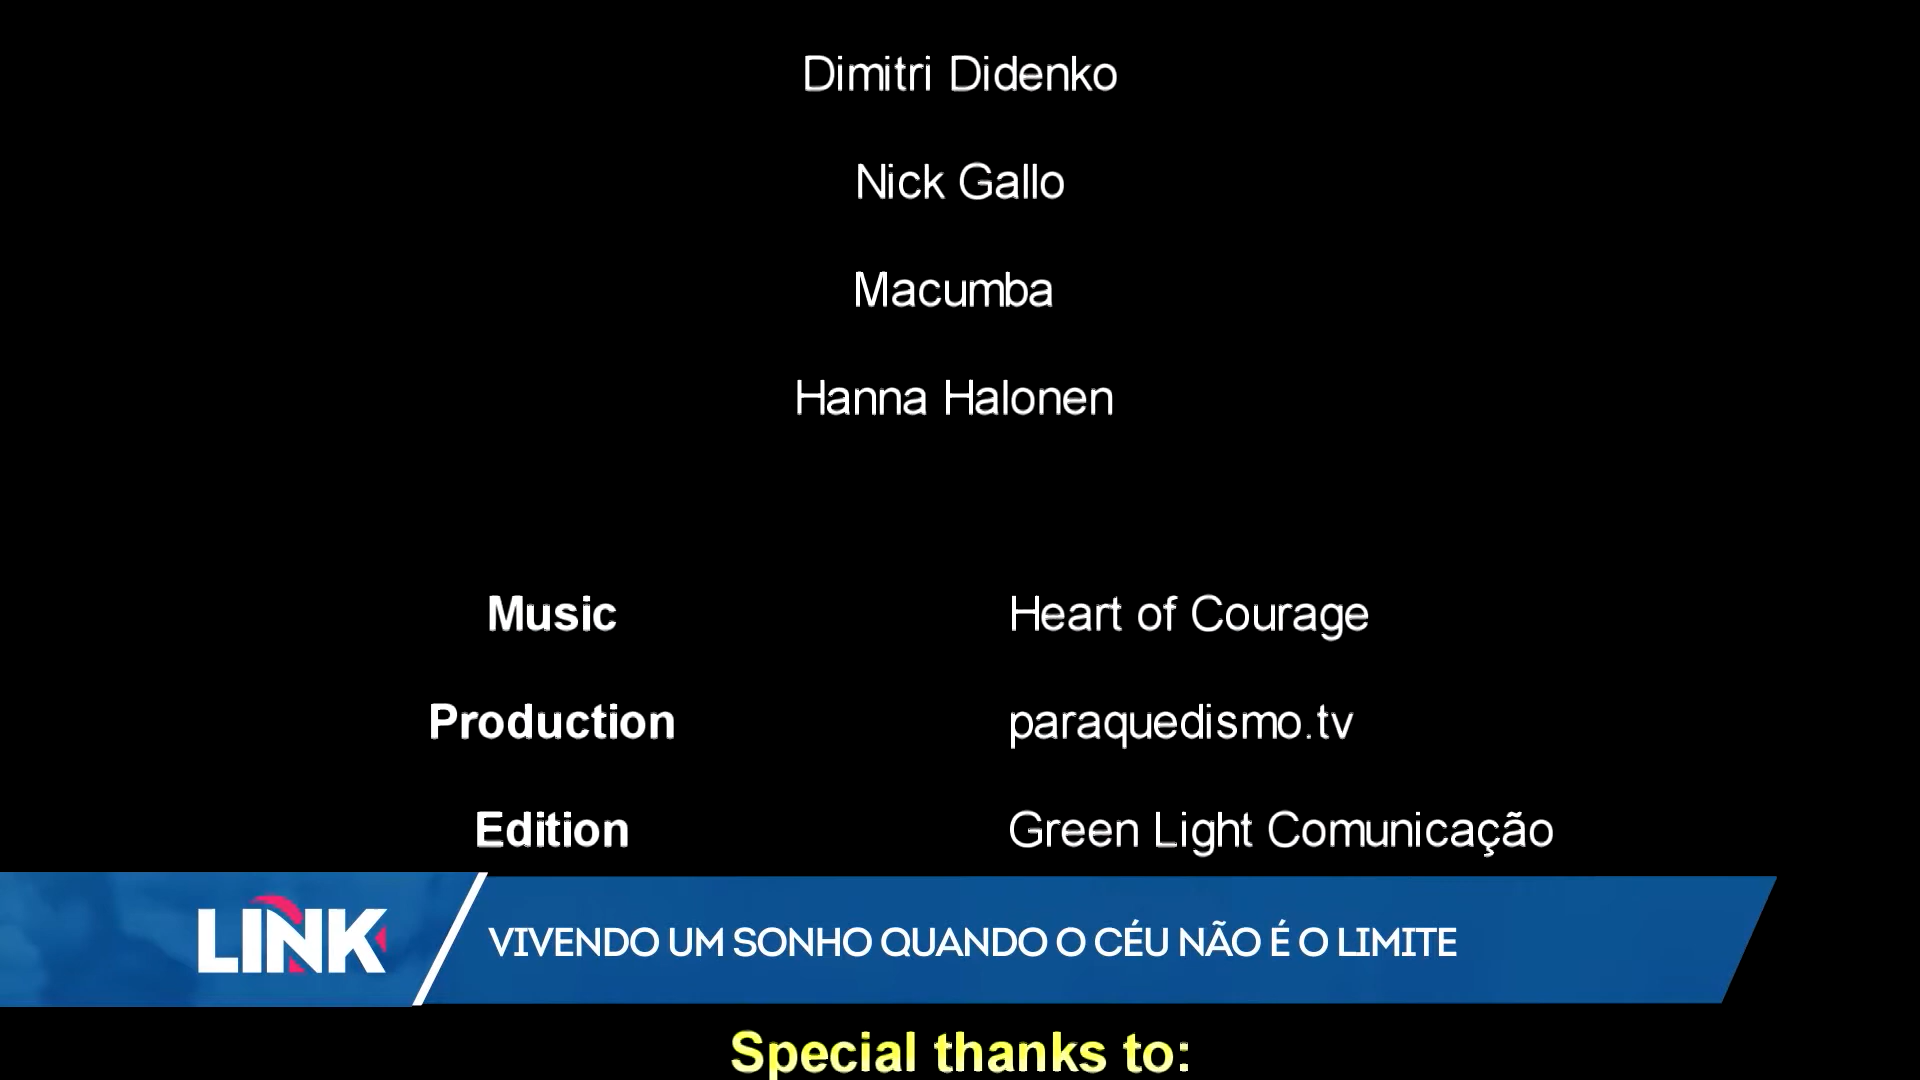 Dimitri Didenko
Nick Gallo
Macumba
Hanna Halonen
Music Heart of Courage
Production paraquedismo.tv
Edition Green Light Comunicação
LINK VIVENDO UM SONHO QUANDO O CÉU NÃO É O LIMITE
Special thanks to: